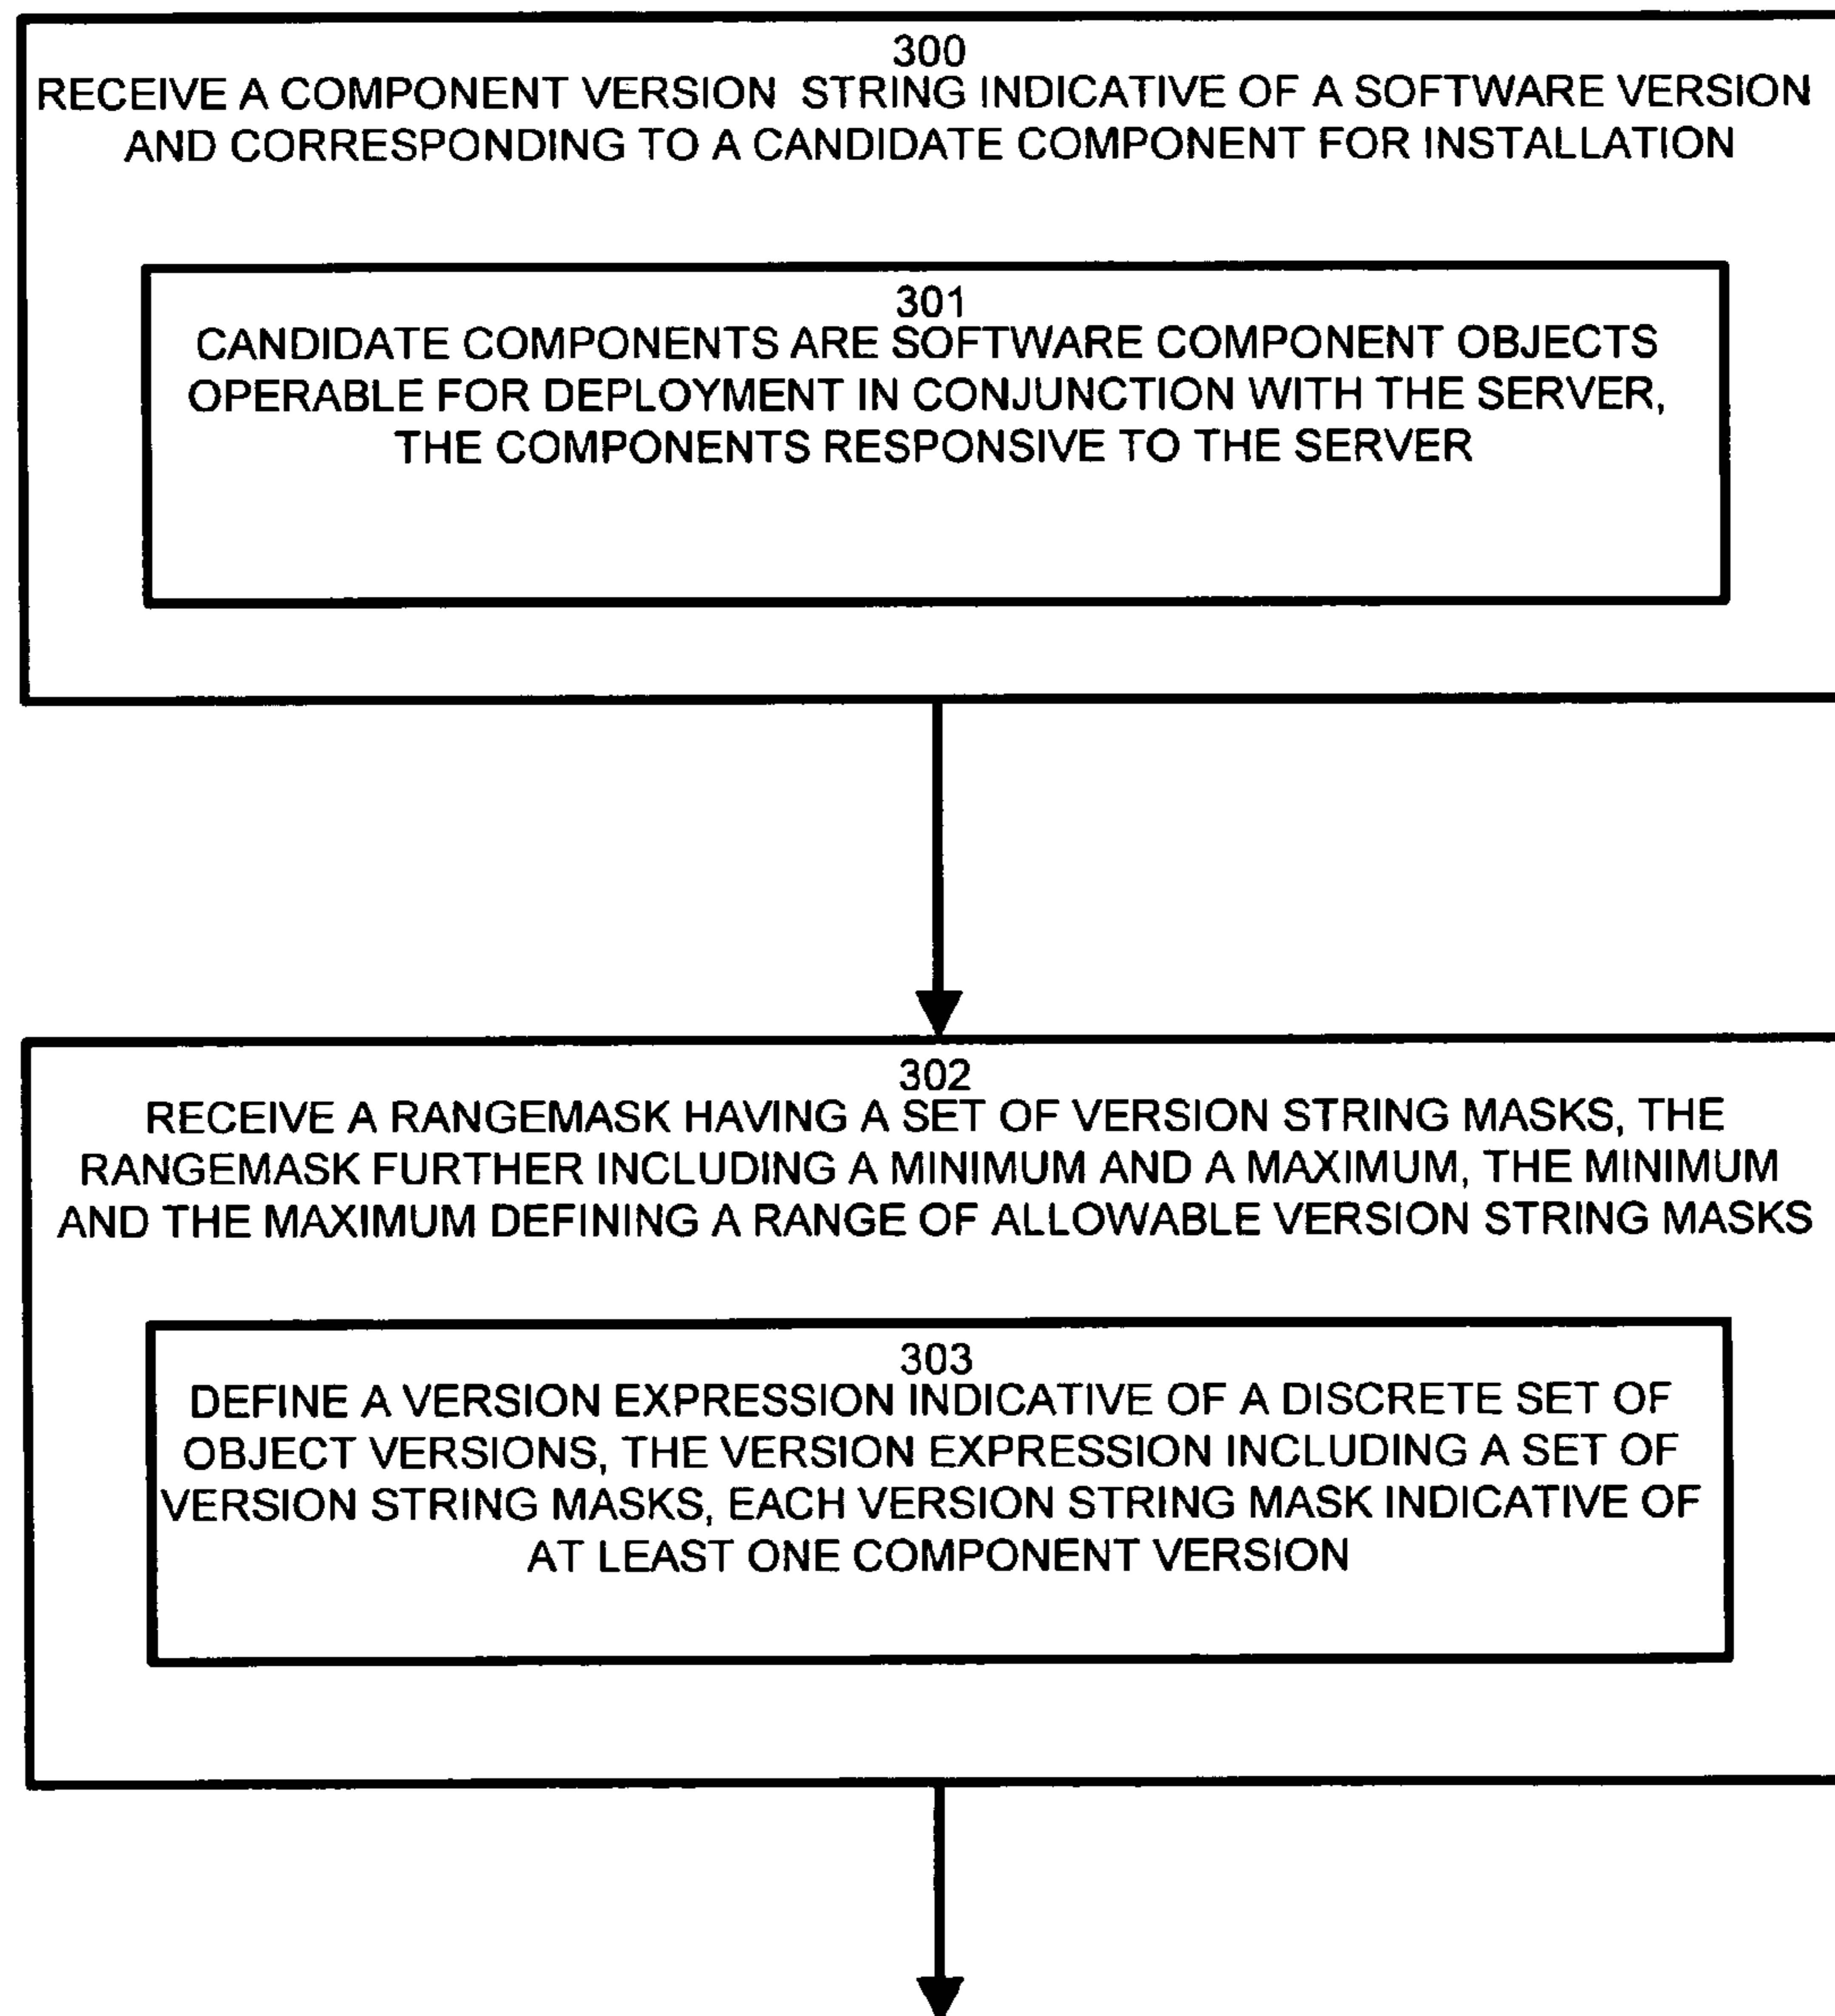 300
RECEIVE A COMPONENT VERSION STRING INDICATIVE OF A SOFTWARE VERSION
AND CORRESPONDING TO A CANDIDATE COMPONENT FOR INSTALLATION
301
CANDIDATE COMPONENTS ARE SOFTWARE COMPONENT OBJECTS
OPERABLE FOR DEPLOYMENT IN CONJUNCTION WITH THE SERVER,
THE COMPONENTS RESPONSIVE TO THE SERVER
302
RECEIVE A RANGEMASK HAVING A SET OF VERSION STRING MASKS, THE
RANGEMASK FURTHER INCLUDING A MINIMUM AND A MAXIMUM, THE MINIMUM
AND THE MAXIMUM DEFINING A RANGE OF ALLOWABLE VERSION STRING MASKS
303
DEFINE A VERSION EXPRESSION INDICATIVE OF A DISCRETE SET OF
OBJECT VERSIONS, THE VERSION EXPRESSION INCLUDING A SET OF
VERSION STRING MASKS, EACH VERSION STRING MASK INDICATIVE OF
AT LEAST ONE COMPONENT VERSION